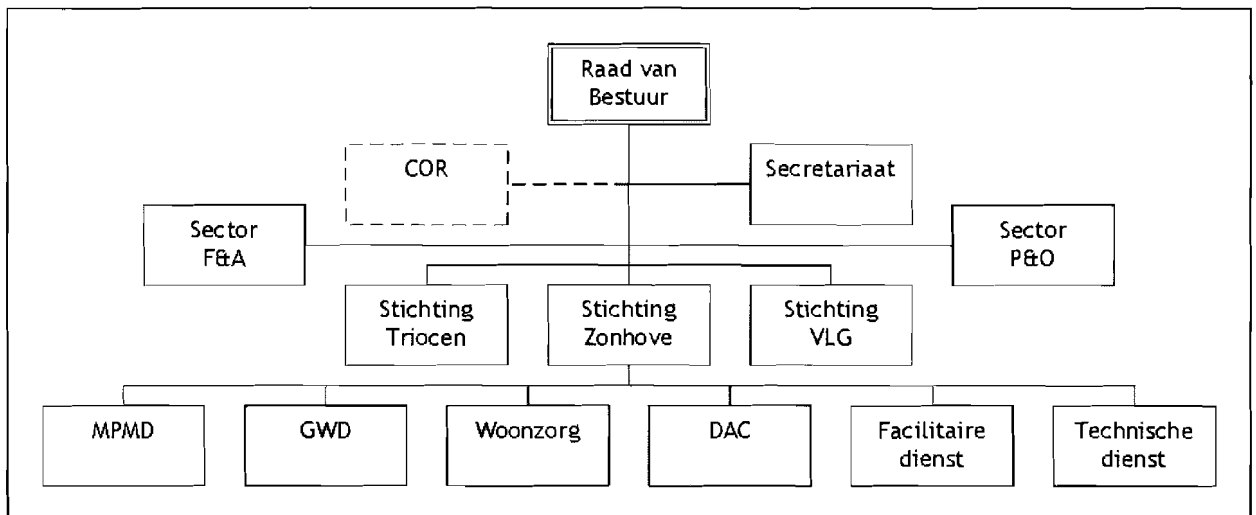 Raad van
Bestuur
COR
Secretariaat
Sector
F&A
Sector
P&O
Stichting
Triocen
Stichting
Zonhove
Stichting
VLG
MPMD
GWD
Woonzorg
DAC
Facilitaire
dienst
Technische
dienst